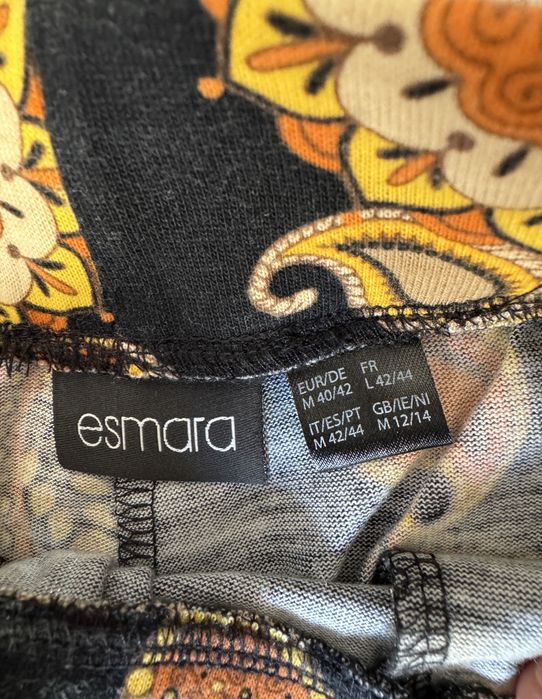 esmara
EUR/DE FR
M 40/42 L 42/44
IT/ES/PT GB/IE/NI
M 42/44 M 12/14